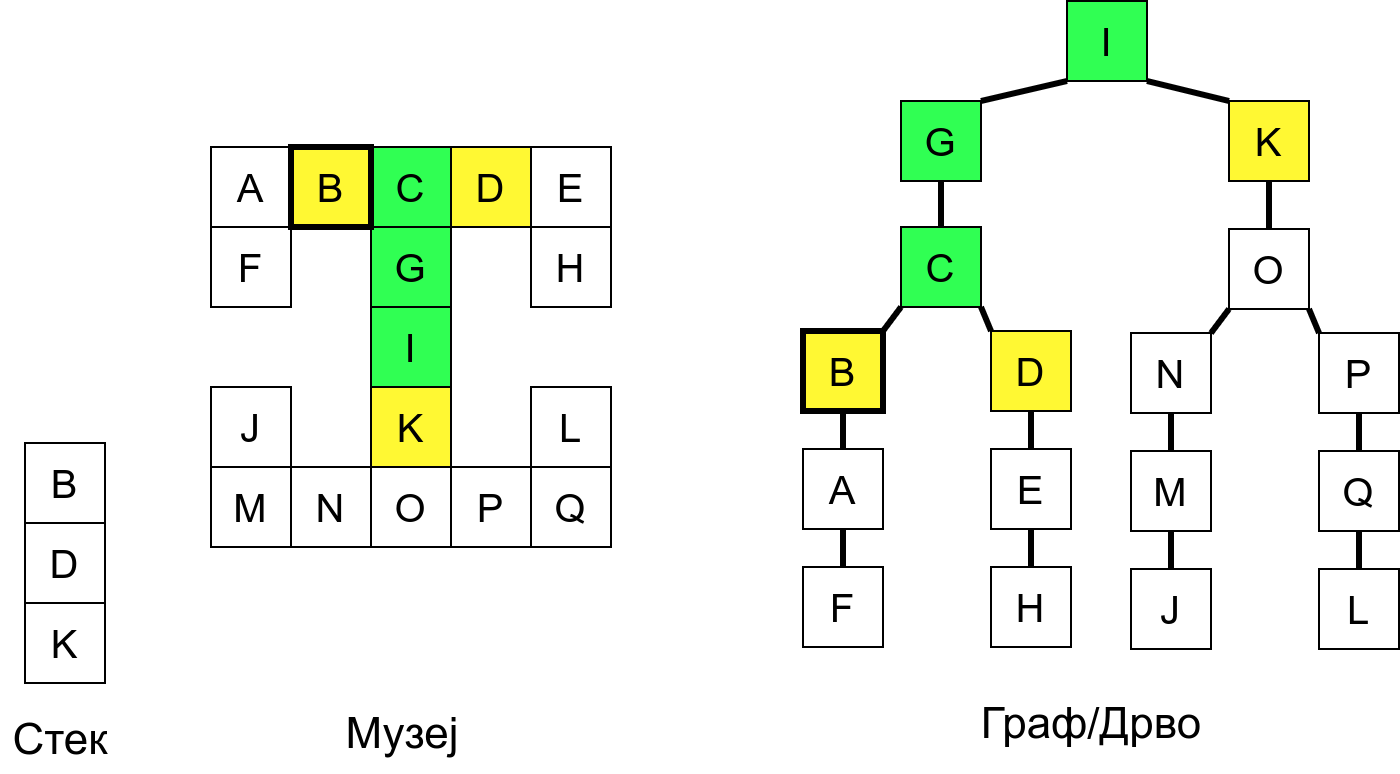 B
D
K
Стек
A B C D E
F G H
I
J K L
M N O P Q
Музеј
I
G K
C O
B D N P
A E M Q
F H J L
Граф/Дрво